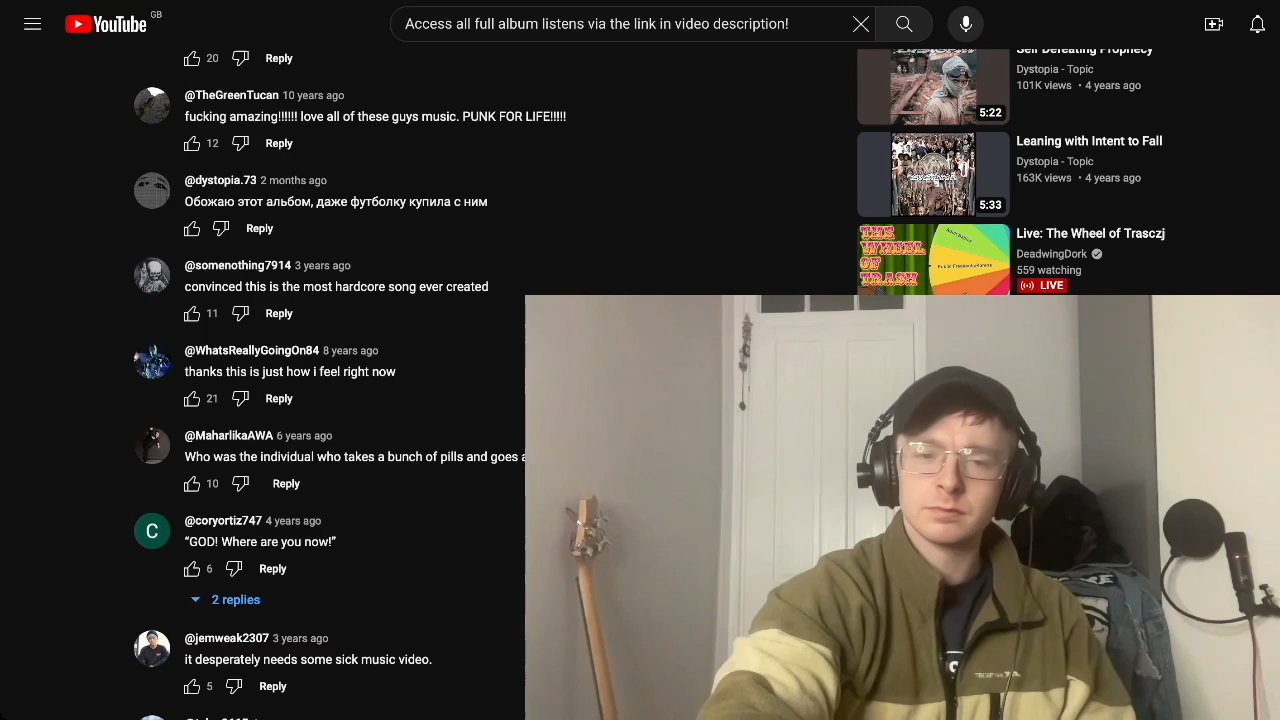 YouTube GB
Access all full album listens via the link in video description!
20 Reply
@TheGreenTucan 10 years ago
fucking amazing!!!!!! love all of these guys music. PUNK FOR LIFE!!!!!
12 Reply
@dystopia.73 2 months ago
Обожаю этот альбом, даже футболку купила с ним
Reply
@somenothing7914 3 years ago
convinced this is the most hardcore song ever created
11 Reply
@WhatsReallyGoingOn84 8 years ago
thanks this is just how i feel right now
21 Reply
@MaharlikaAWA 6 years ago
Who was the individual who takes a bunch of pills and goes
10 Reply
C
@coryortiz747 4 years ago
“GOD! Where are you now!”
6 Reply
2 replies
@jemweak2307 3 years ago
it desperately needs some sick music video.
5 Reply
Self Defeating Prophecy
Dystopia - Topic
101K views • 4 years ago
5:22
Leaning with Intent to Fall
Dystopia - Topic
163K views • 4 years ago
5:33
THE
WHEEL
OF
TRASH
Live: The Wheel of Trasczj
DeadwingDork
559 watching
LIVE